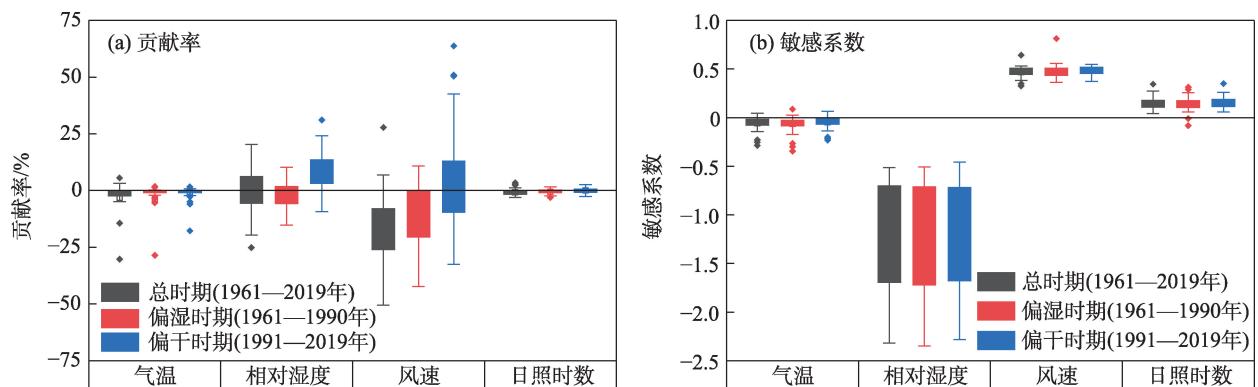 (a) 贡献率
贡献率/%
75
50
25
0
−25
−50
−75
总时期(1961—2019年)
偏湿时期(1961—1990年)
偏干时期(1991—2019年)
气温
相对湿度
风速
日照时数
(b) 敏感系数
敏感系数
1.0
0.5
0
−0.5
−1.0
−1.5
−2.0
−2.5
总时期(1961—2019年)
偏湿时期(1961—1990年)
偏干时期(1991—2019年)
气温
相对湿度
风速
日照时数